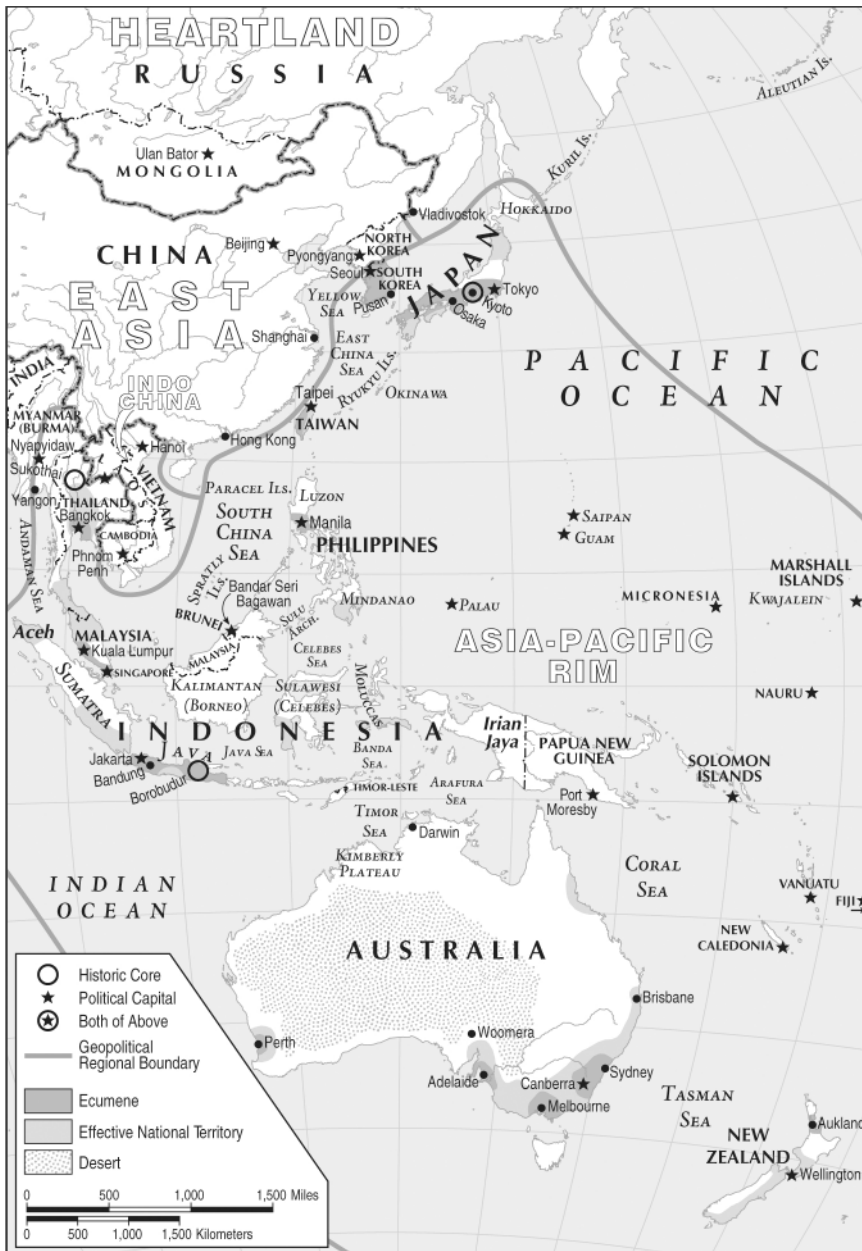 HEARTLAND
RUSSIA
ALEUTIAN IS.
KURIL IS.
Ulan Bator
MONGOLIA
Vladivostok
HOKKAIDO
CHINA
Beijing
NORTH
KOREA
Pyongyang
Seoul
SOUTH
KOREA
JAPAN
Tokyo
Kyoto
Osaka
Pusan
YELLOW
SEA
EAST
ASIA
Shanghai
EAST
CHINA
SEA
RYUKYU ILS.
OKINAWA
PACIFIC
OCEAN
INDIA
INDO
CHINA
Taipei
TAIWAN
MYANMAR
(BURMA)
Nyapyidaw
Hanoi
Hong Kong
Sukothai
LAOS
VIETNAM
Yangon
THAILAND
Bangkok
CAMBODIA
Phnom
Penh
ANDAMAN SEA
PARACEL ILS.
LUZON
SOUTH
CHINA
SEA
Manila
PHILIPPINES
SAIPAN
GUAM
MARSHALL
ISLANDS
KWAJALEIN
SPRATLY
ILS.
Bandar Seri
Bagawan
BRUNEI
MINDANAO
PALAU
MICRONESIA
SULU
ARCH.
ASIA-PACIFIC
RIM
Aceh
MALAYSIA
Kuala Lumpur
SINGAPORE
MALAYSIA
CELEBES
SEA
SUMATRA
KALIMANTAN
(BORNEO)
SULAWESI
(CELEBES)
MOLUCCAS
NAURU
INDONESIA
Irian
Jaya
PAPUA NEW
GUINEA
Jakarta
JAVA
JAVA SEA
BANDA
SEA
Bandung
Borobudur
SOLOMON
ISLANDS
TIMOR-LESTE
ARAFURA
SEA
Port
Moresby
TIMOR
SEA
Darwin
KIMBERLY
PLATEAU
CORAL
SEA
INDIAN
OCEAN
VANUATU
FIJI
AUSTRALIA
NEW
CALEDONIA
Brisbane
Perth
Woomera
Adelaide
Canberra
Sydney
Melbourne
TASMAN
SEA
NEW
ZEALAND
Aukland
Wellington
Historic Core
Political Capital
Both of Above
Geopolitical
Regional Boundary
Ecumene
Effective National Territory
Desert
0 500 1,000 1,500 Miles
0 500 1,000 1,500 Kilometers